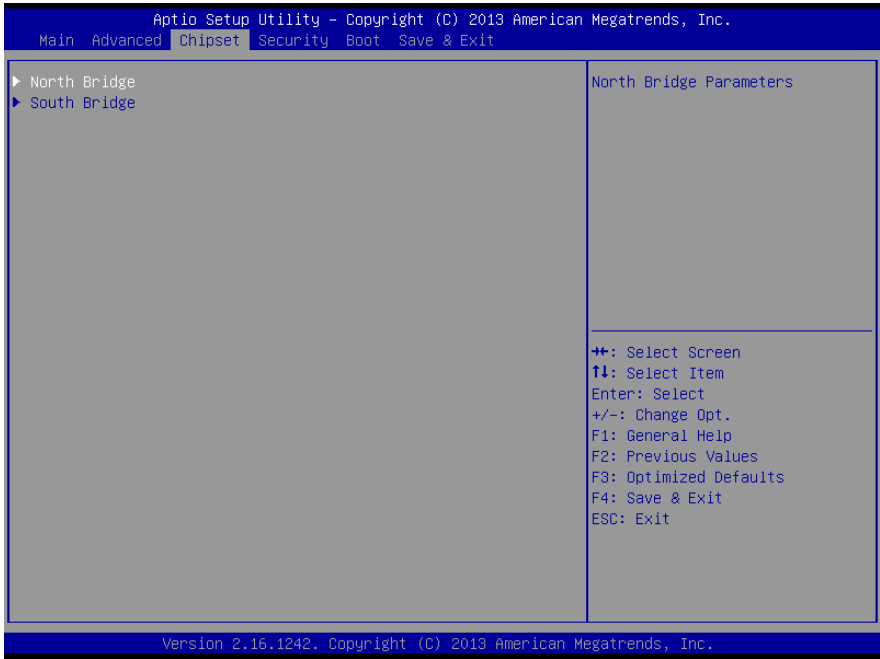 Aptio Setup Utility – Copyright (C) 2013 American Megatrends, Inc.
Main Advanced Chipset Security Boot Save & Exit
▶ North Bridge
▶ South Bridge
North Bridge Parameters
→←: Select Screen
↑↓: Select Item
Enter: Select
+/-: Change Opt.
F1: General Help
F2: Previous Values
F3: Optimized Defaults
F4: Save & Exit
ESC: Exit
Version 2.16.1242. Copyright (C) 2013 American Megatrends, Inc.